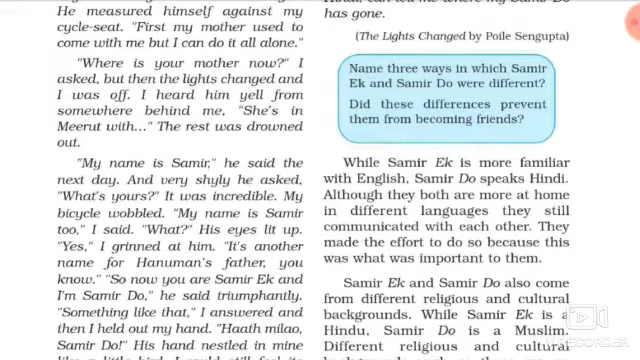 He measured himself against my
cycle-seat. "First my mother used to
come with me but I can do it all alone."
"Where is your mother now?" I
asked, but then the lights changed and
I was off. I heard him yell from
somewhere behind me, "She's in
Meerut with..." The rest was drowned
out.
"My name is Samir," he said the
next day. And very shyly he asked,
"What's yours?" It was incredible. My
bicycle wobbled. "My name is Samir
too," I said. "What?" His eyes lit up.
"Yes," I grinned at him. "It's another
name for Hanuman's father, you
know." "So now you are Samir Ek and
I'm Samir Do," he said triumphantly.
"Something like that," I answered and
then I held out my hand. "Haath milao,
Samir Do!" His hand nestled in mine
like a little bird. I could still feel its
has gone.
(The Lights Changed by Poile Sengupta)
Name three ways in which Samir
Ek and Samir Do were different?
Did these differences prevent
them from becoming friends?
While Samir Ek is more familiar
with English, Samir Do speaks Hindi.
Although they both are more at home
in different languages they still
communicated with each other. They
made the effort to do so because this
was what was important to them.
Samir Ek and Samir Do also come
from different religious and cultural
backgrounds. While Samir Ek is a
Hindu, Samir Do is a Muslim.
Different religious and cultural